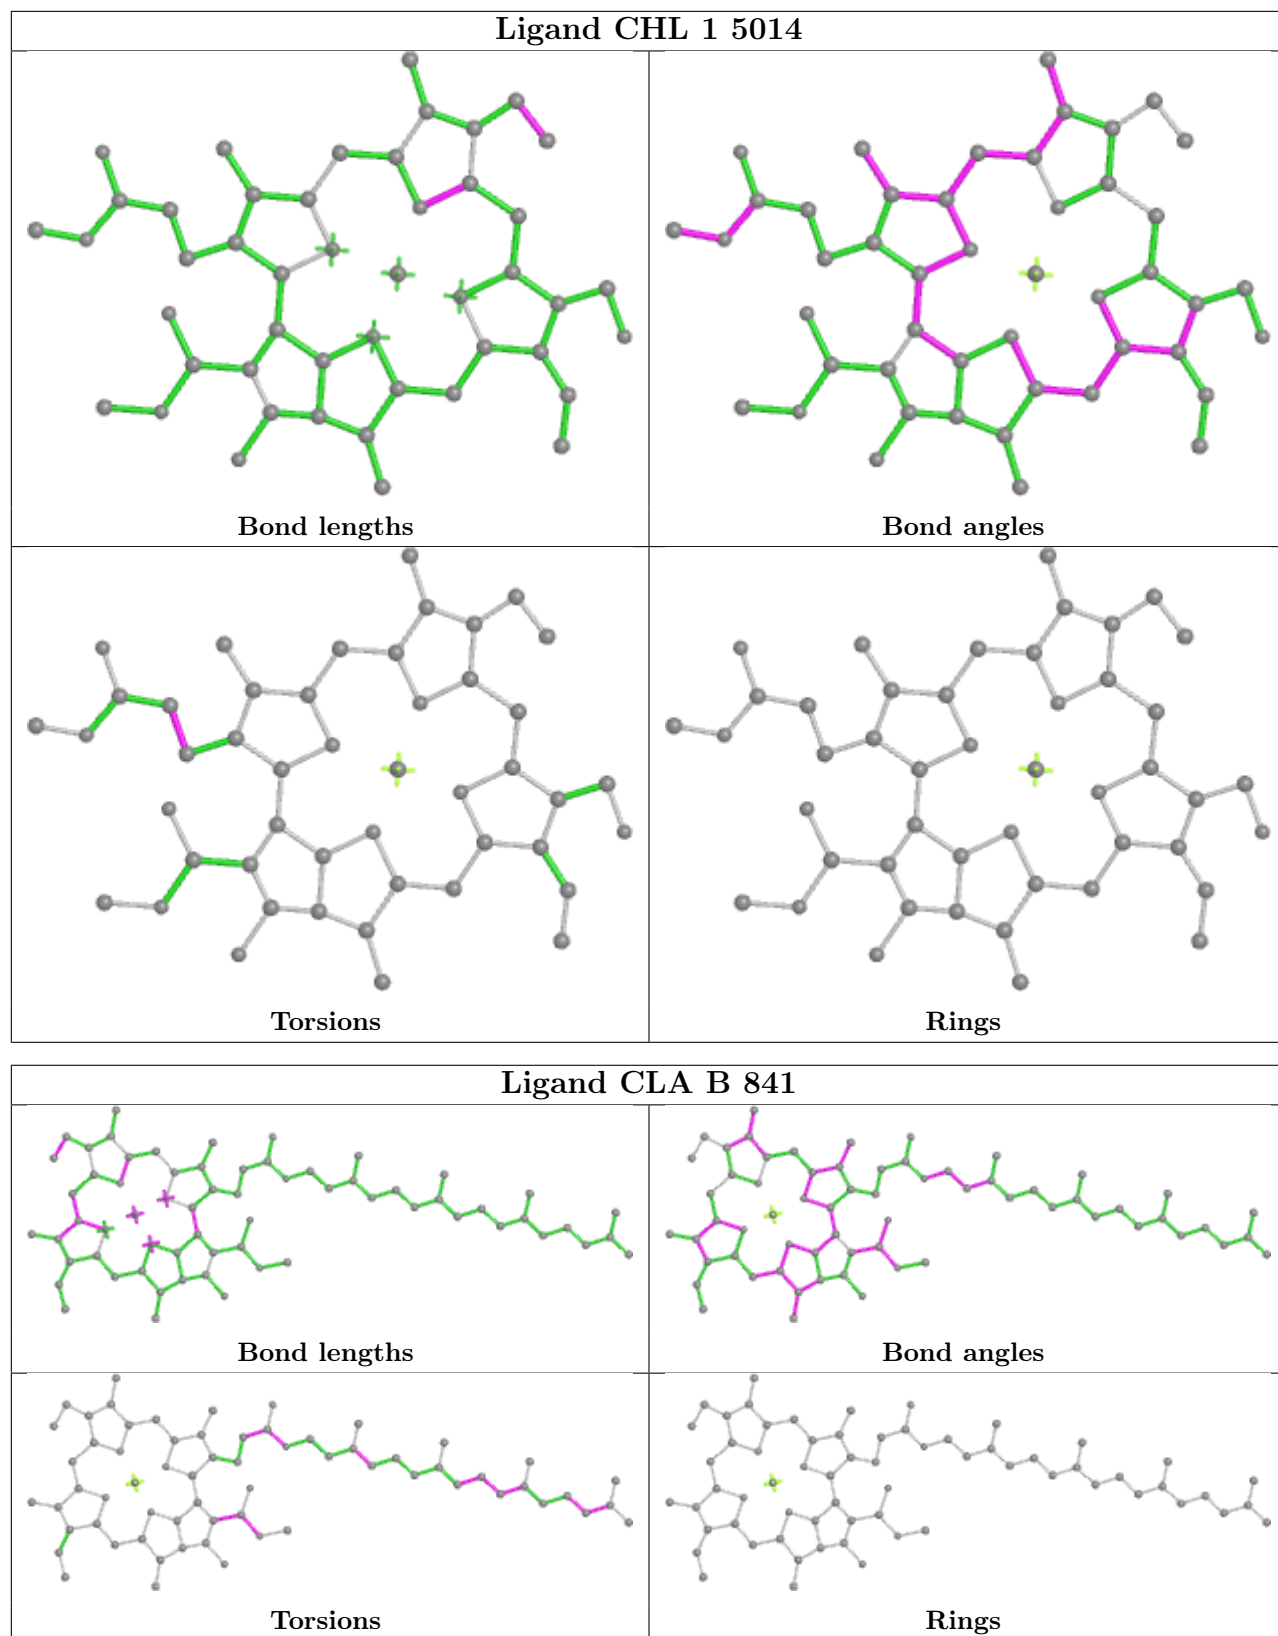 Ligand CHL 1 5014
Bond lengths
Bond angles
Torsions
Rings
Ligand CLA B 841
Bond lengths
Bond angles
Torsions
Rings